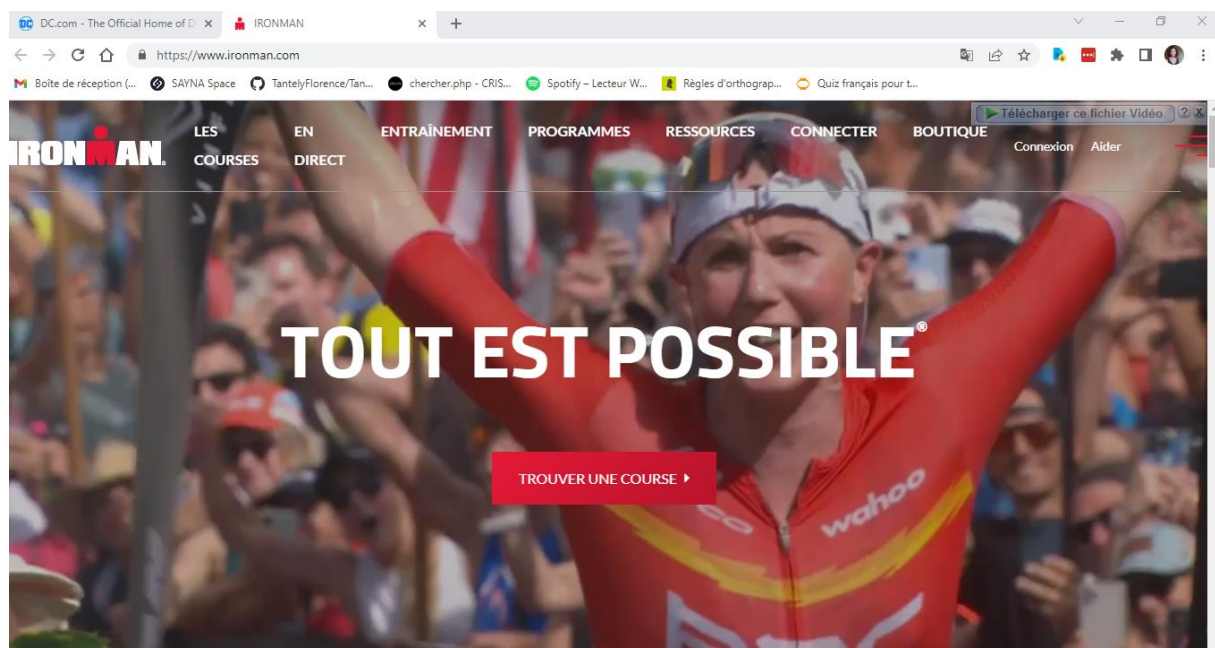 DC.com - The Official Home of D
IRONMAN
https://www.ironman.com
Boîte de réception (... SAYNA Space TantelyFlorence/Tan... chercher.php - CRIS... Spotify – Lecteur W... Règles d'orthograp... Quiz français pour t...
Télécharger ce fichier Vidéo ? X
IRONMAN. LES COURSES EN DIRECT ENTRAÎNEMENT PROGRAMMES RESSOURCES CONNECTER BOUTIQUE
Connexion Aider
TOUT EST POSSIBLE®
TROUVER UNE COURSE
wahoo